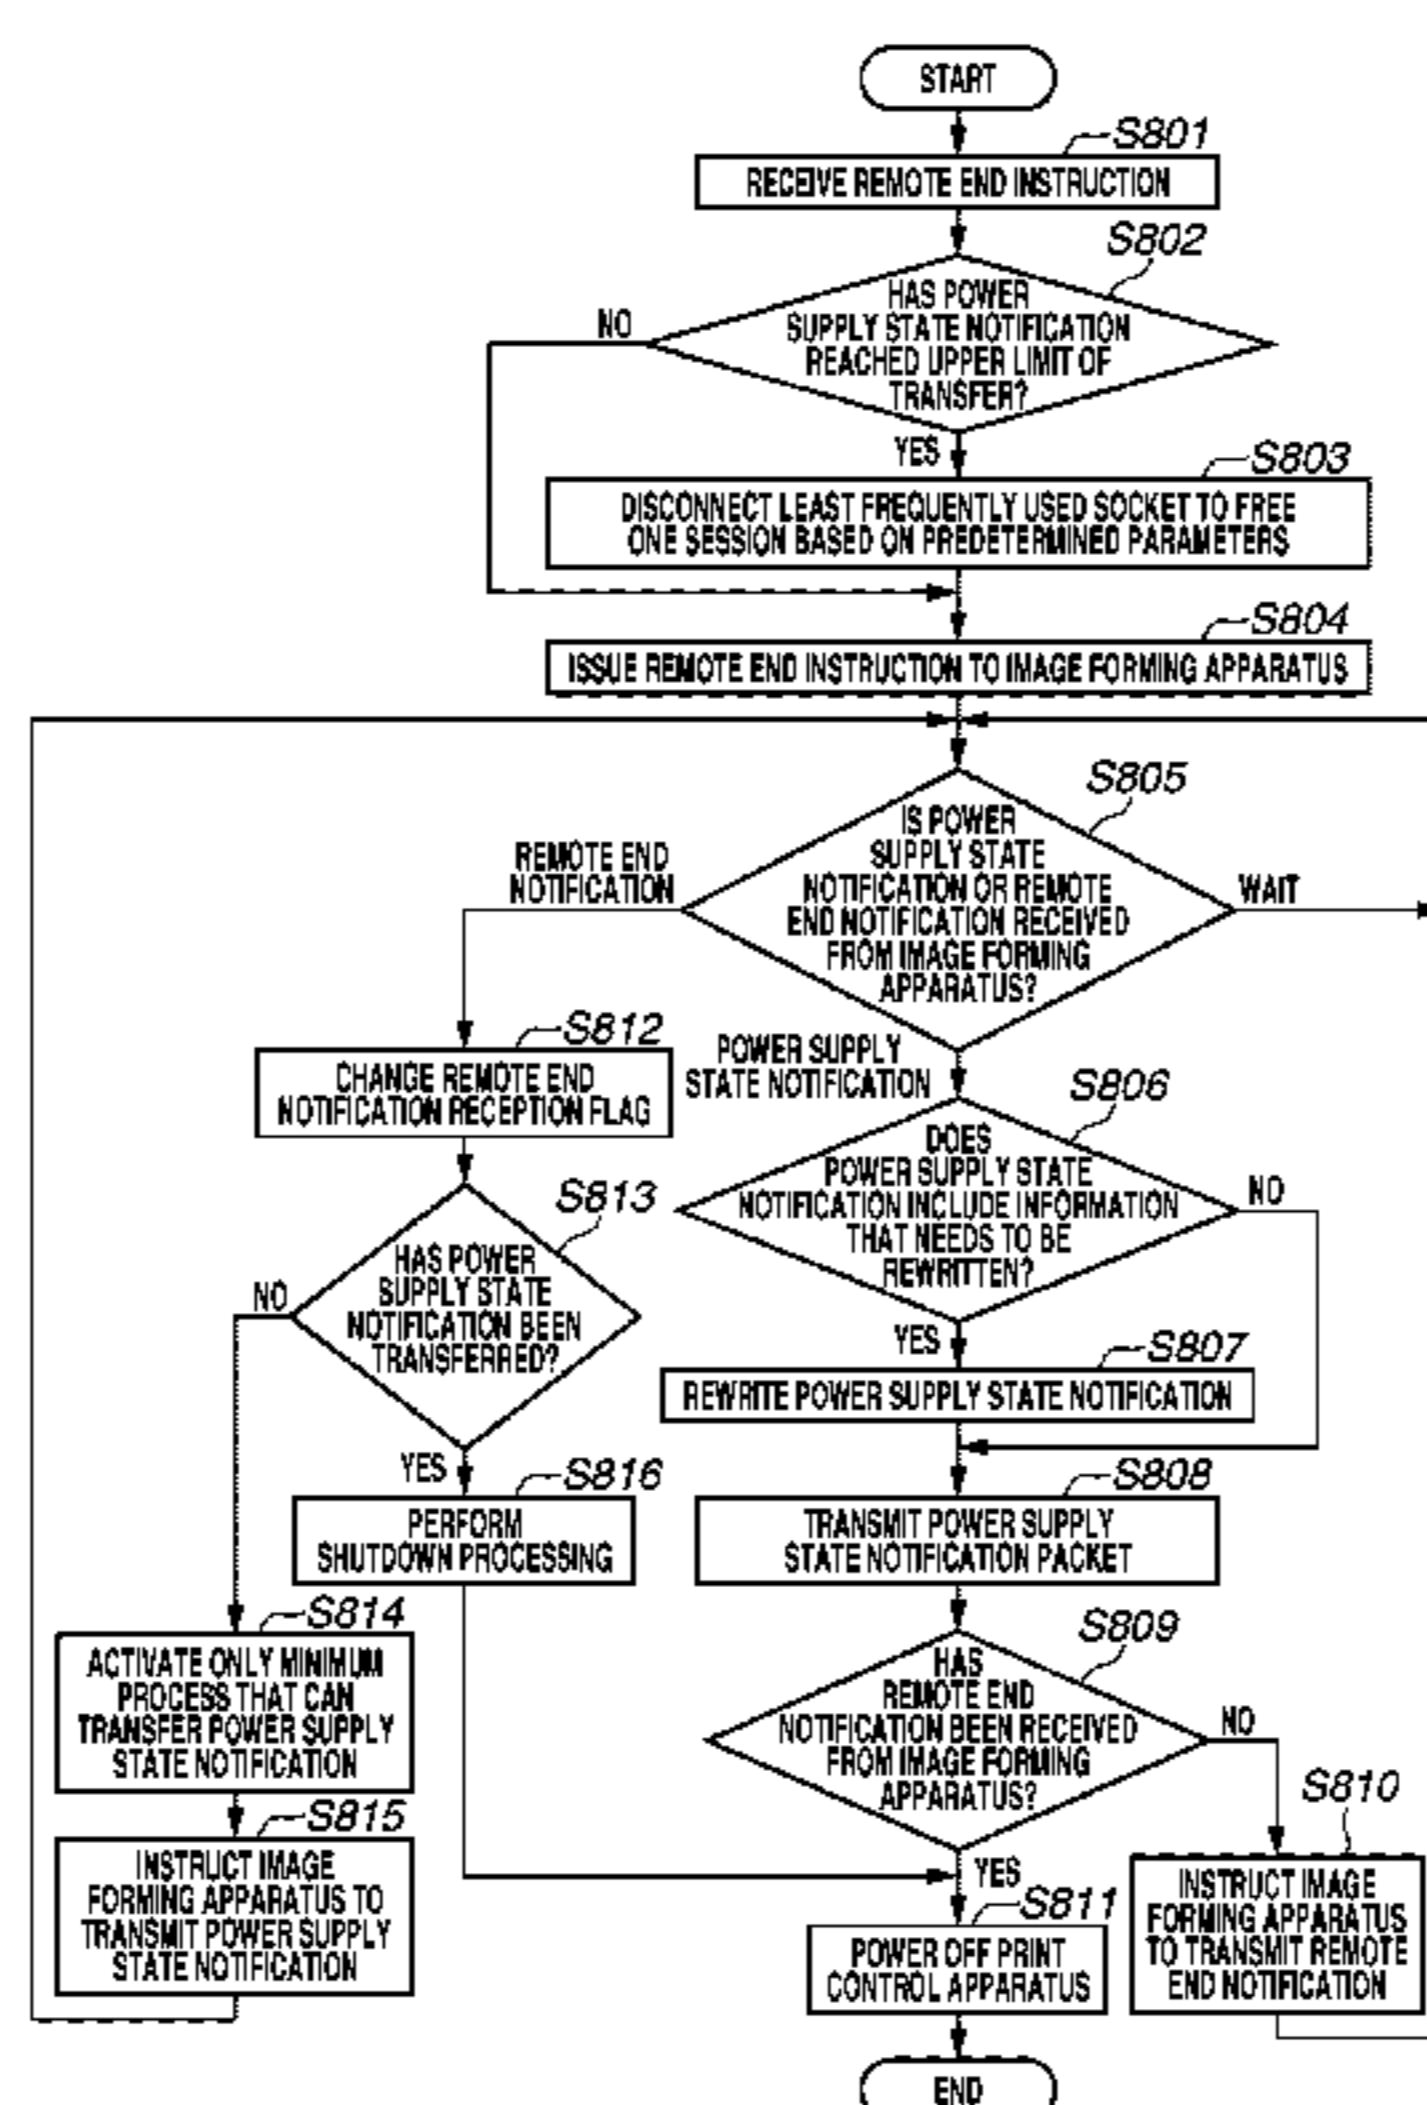 START
S801
RECEIVE REMOTE END INSTRUCTION
S802
HAS POWER
SUPPLY STATE NOTIFICATION
REACHED UPPER LIMIT OF
TRANSFER?
NO
YES
S803
DISCONNECT LEAST FREQUENTLY USED SOCKET TO FREE
ONE SESSION BASED ON PREDETERMINED PARAMETERS
S804
ISSUE REMOTE END INSTRUCTION TO IMAGE FORMING APPARATUS
S805
IS POWER
SUPPLY STATE
NOTIFICATION OR REMOTE
END NOTIFICATION RECEIVED
FROM IMAGE FORMING
APPARATUS?
REMOTE END
NOTIFICATION
WAIT
POWER SUPPLY
STATE NOTIFICATION
S812
CHANGE REMOTE END
NOTIFICATION RECEPTION FLAG
S806
DOES
POWER SUPPLY STATE
NOTIFICATION INCLUDE INFORMATION
THAT NEEDS TO BE
REWRITTEN?
NO
YES
S813
HAS POWER
SUPPLY STATE
NOTIFICATION BEEN
TRANSFERRED?
NO
YES
S807
REWRITE POWER SUPPLY STATE NOTIFICATION
S816
PERFORM
SHUTDOWN PROCESSING
S808
TRANSMIT POWER SUPPLY
STATE NOTIFICATION PACKET
S814
ACTIVATE ONLY MINIMUM
PROCESS THAT CAN
TRANSFER POWER SUPPLY
STATE NOTIFICATION
S809
HAS
REMOTE END
NOTIFICATION BEEN RECEIVED
FROM IMAGE FORMING
APPARATUS?
NO
YES
S815
INSTRUCT IMAGE
FORMING APPARATUS TO
TRANSMIT POWER SUPPLY
STATE NOTIFICATION
S810
INSTRUCT IMAGE
FORMING APPARATUS
TO TRANSMIT REMOTE
END NOTIFICATION
S811
POWER OFF PRINT
CONTROL APPARATUS
END